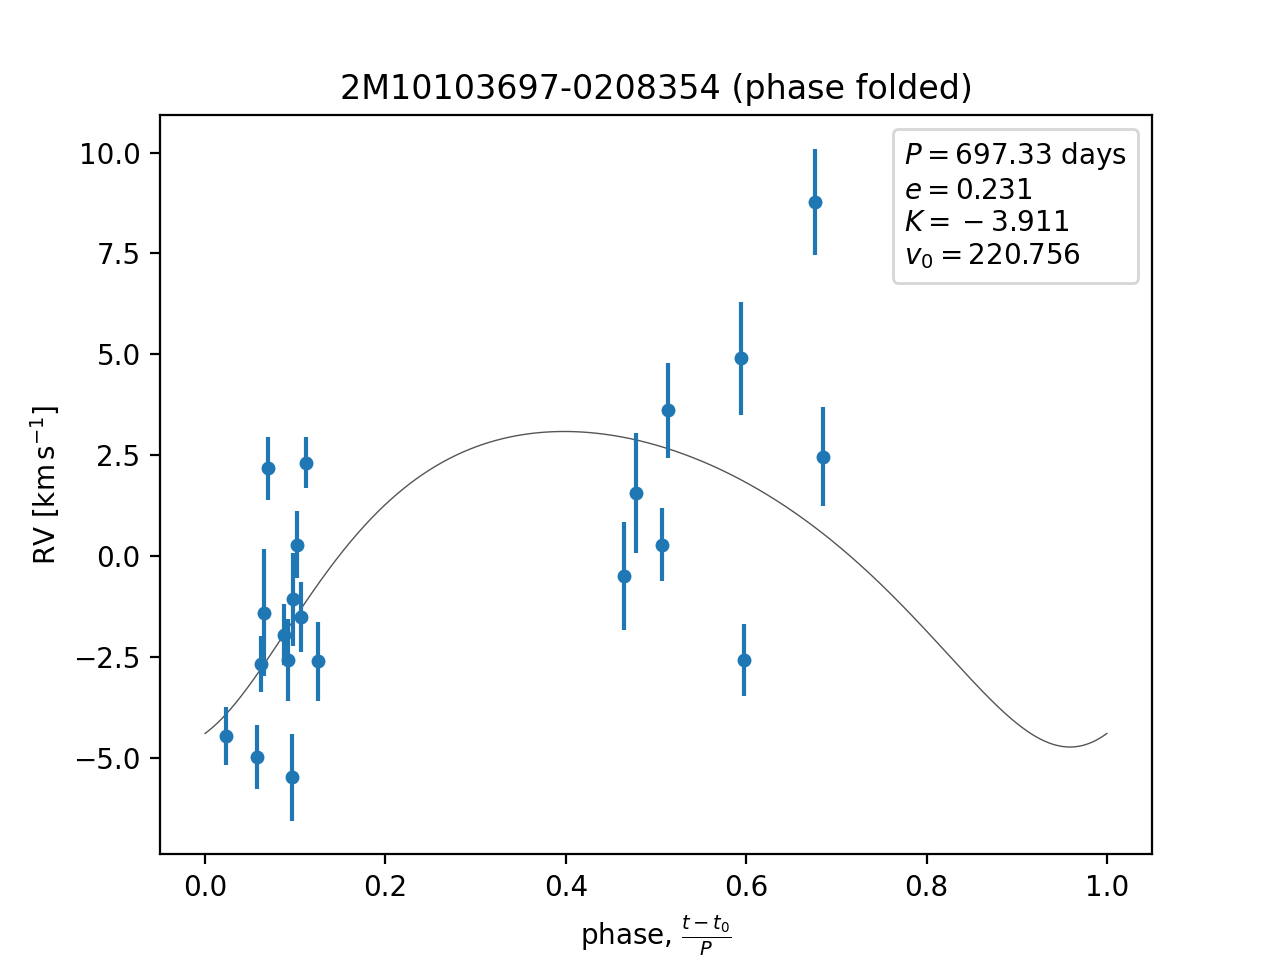 2M10103697-0208354 (phase folded)
P = 697.33 days
e = 0.231
K = −3.911
v₀ = 220.756
10.0
7.5
5.0
2.5
0.0
−2.5
−5.0
RV [km s⁻¹]
0.0 0.2 0.4 0.6 0.8 1.0
phase, (t − t₀)/P